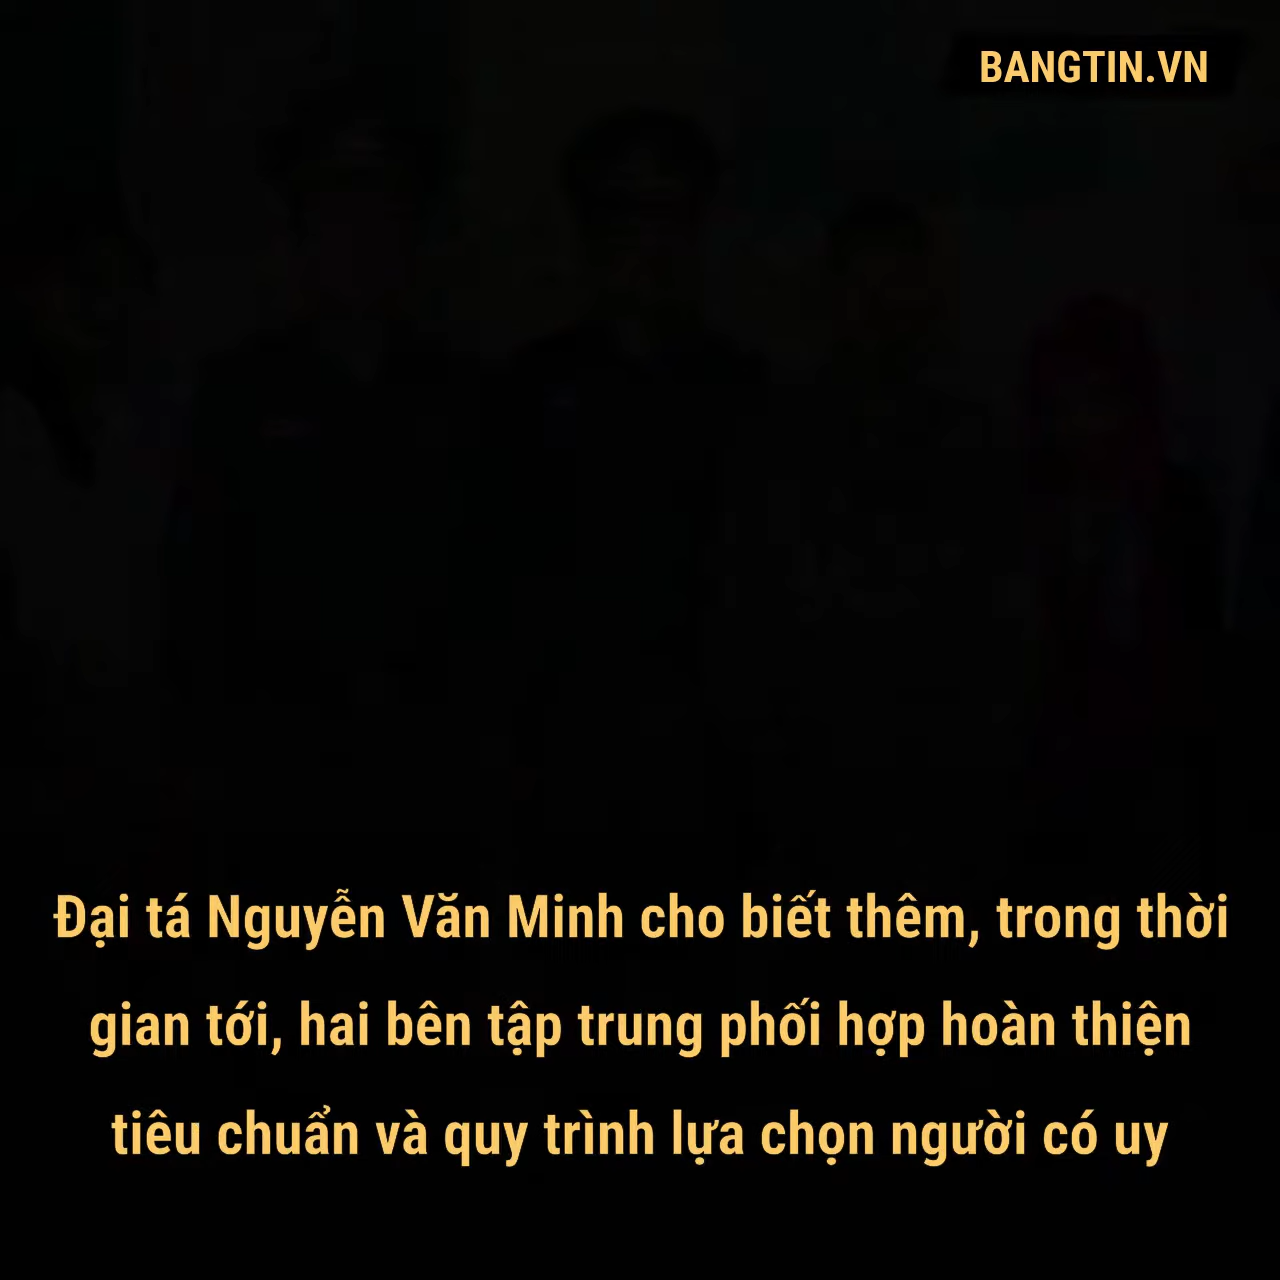 BANGTIN.VN
Đại tá Nguyễn Văn Minh cho biết thêm, trong thời
gian tới, hai bên tập trung phối hợp hoàn thiện
tiêu chuẩn và quy trình lựa chọn người có uy